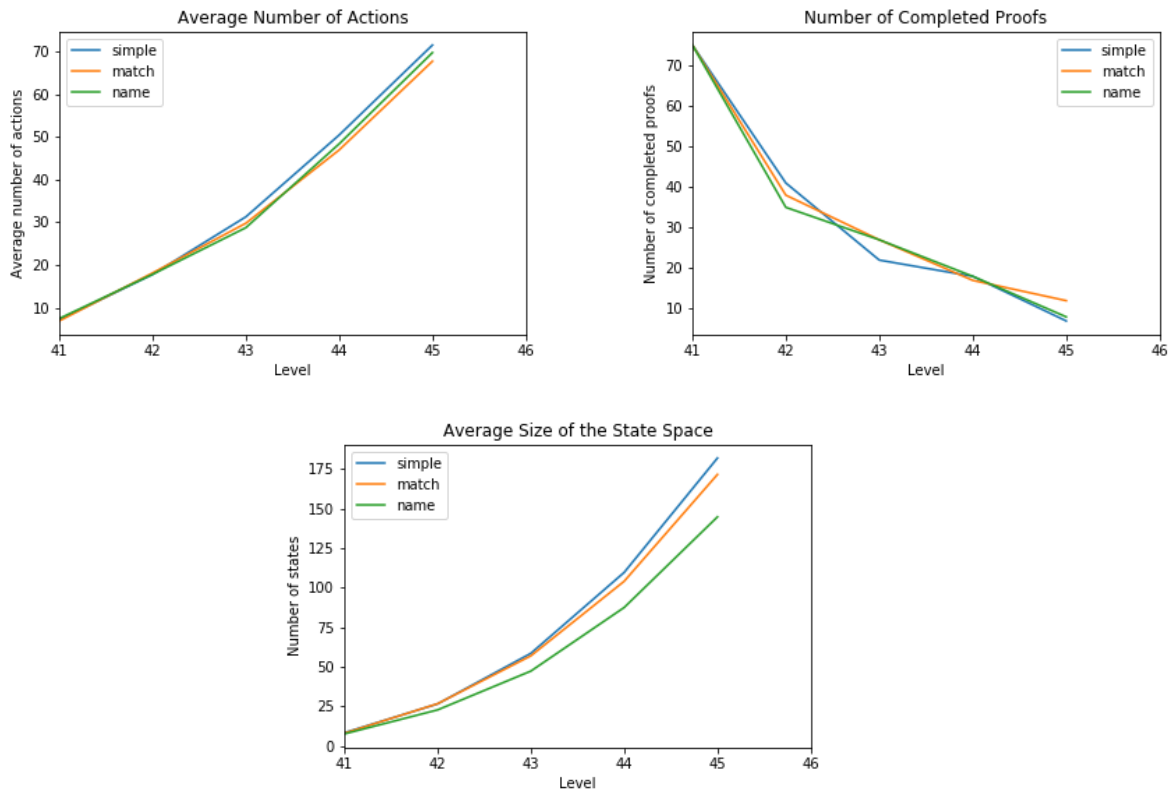 Average Number of Actions
simple
match
name
Average number of actions
70
60
50
40
30
20
10
41 42 43 44 45 46
Level
Number of Completed Proofs
simple
match
name
Number of completed proofs
70
60
50
40
30
20
10
41 42 43 44 45 46
Level
Average Size of the State Space
simple
match
name
Number of states
175
150
125
100
75
50
25
0
41 42 43 44 45 46
Level